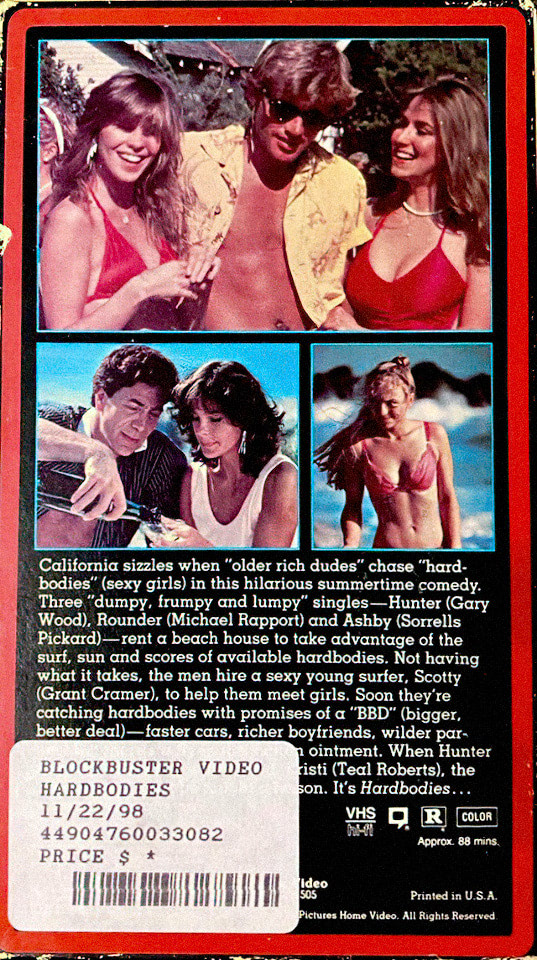 California sizzles when "older rich dudes" chase "hard-
bodies" (sexy girls) in this hilarious summertime comedy.
Three "dumpy, frumpy and lumpy" singles—Hunter (Gary
Wood), Rounder (Michael Rapport) and Ashby (Sorrells
Pickard)—rent a beach house to take advantage of the
surf, sun and scores of available hardbodies. Not having
what it takes, the men hire a sexy young surfer, Scotty
(Grant Cramer), to help them meet girls. Soon they're
catching hardbodies with promises of a "BBD" (bigger,
better deal)—faster cars, richer boyfriends, wilder par-
ointment. When Hunter
risti (Teal Roberts), the
son. It's Hardbodies...
BLOCKBUSTER VIDEO
HARDBODIES
11/22/98
44904760033082
PRICE $ *
VHS
hi-fi
R
COLOR
Approx. 88 mins.
Video
505
Printed in U.S.A.
Pictures Home Video. All Rights Reserved.